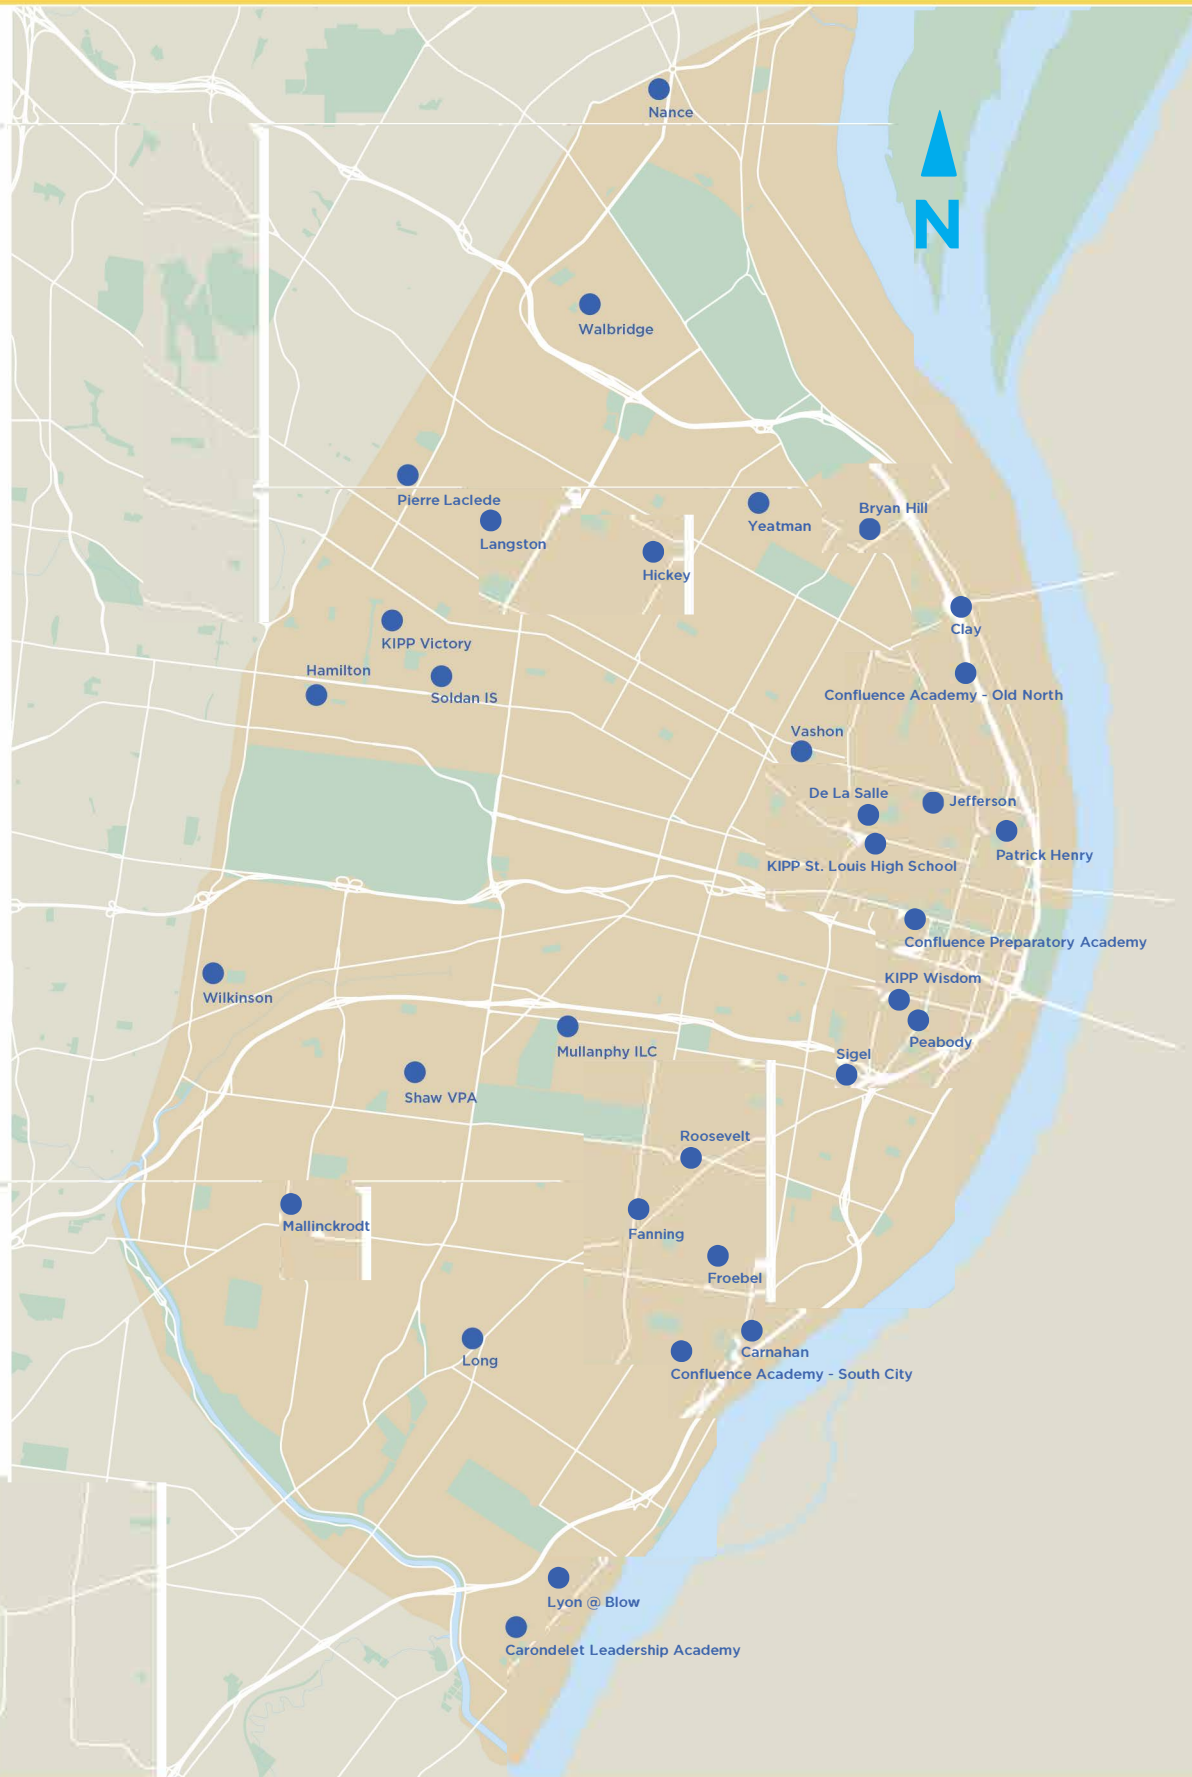 Nance
N
Walbridge
Pierre Laclede
Langston
Yeatman
Bryan Hill
Hickey
Clay
KIPP Victory
Hamilton
Soldan IS
Confluence Academy - Old North
Vashon
De La Salle
Jefferson
Patrick Henry
KIPP St. Louis High School
Confluence Preparatory Academy
KIPP Wisdom
Wilkinson
Peabody
Mullanphy ILC
Sigel
Shaw VPA
Roosevelt
Mallinckrodt
Fanning
Froebel
Carnahan
Long
Confluence Academy - South City
Lyon @ Blow
Carondelet Leadership Academy